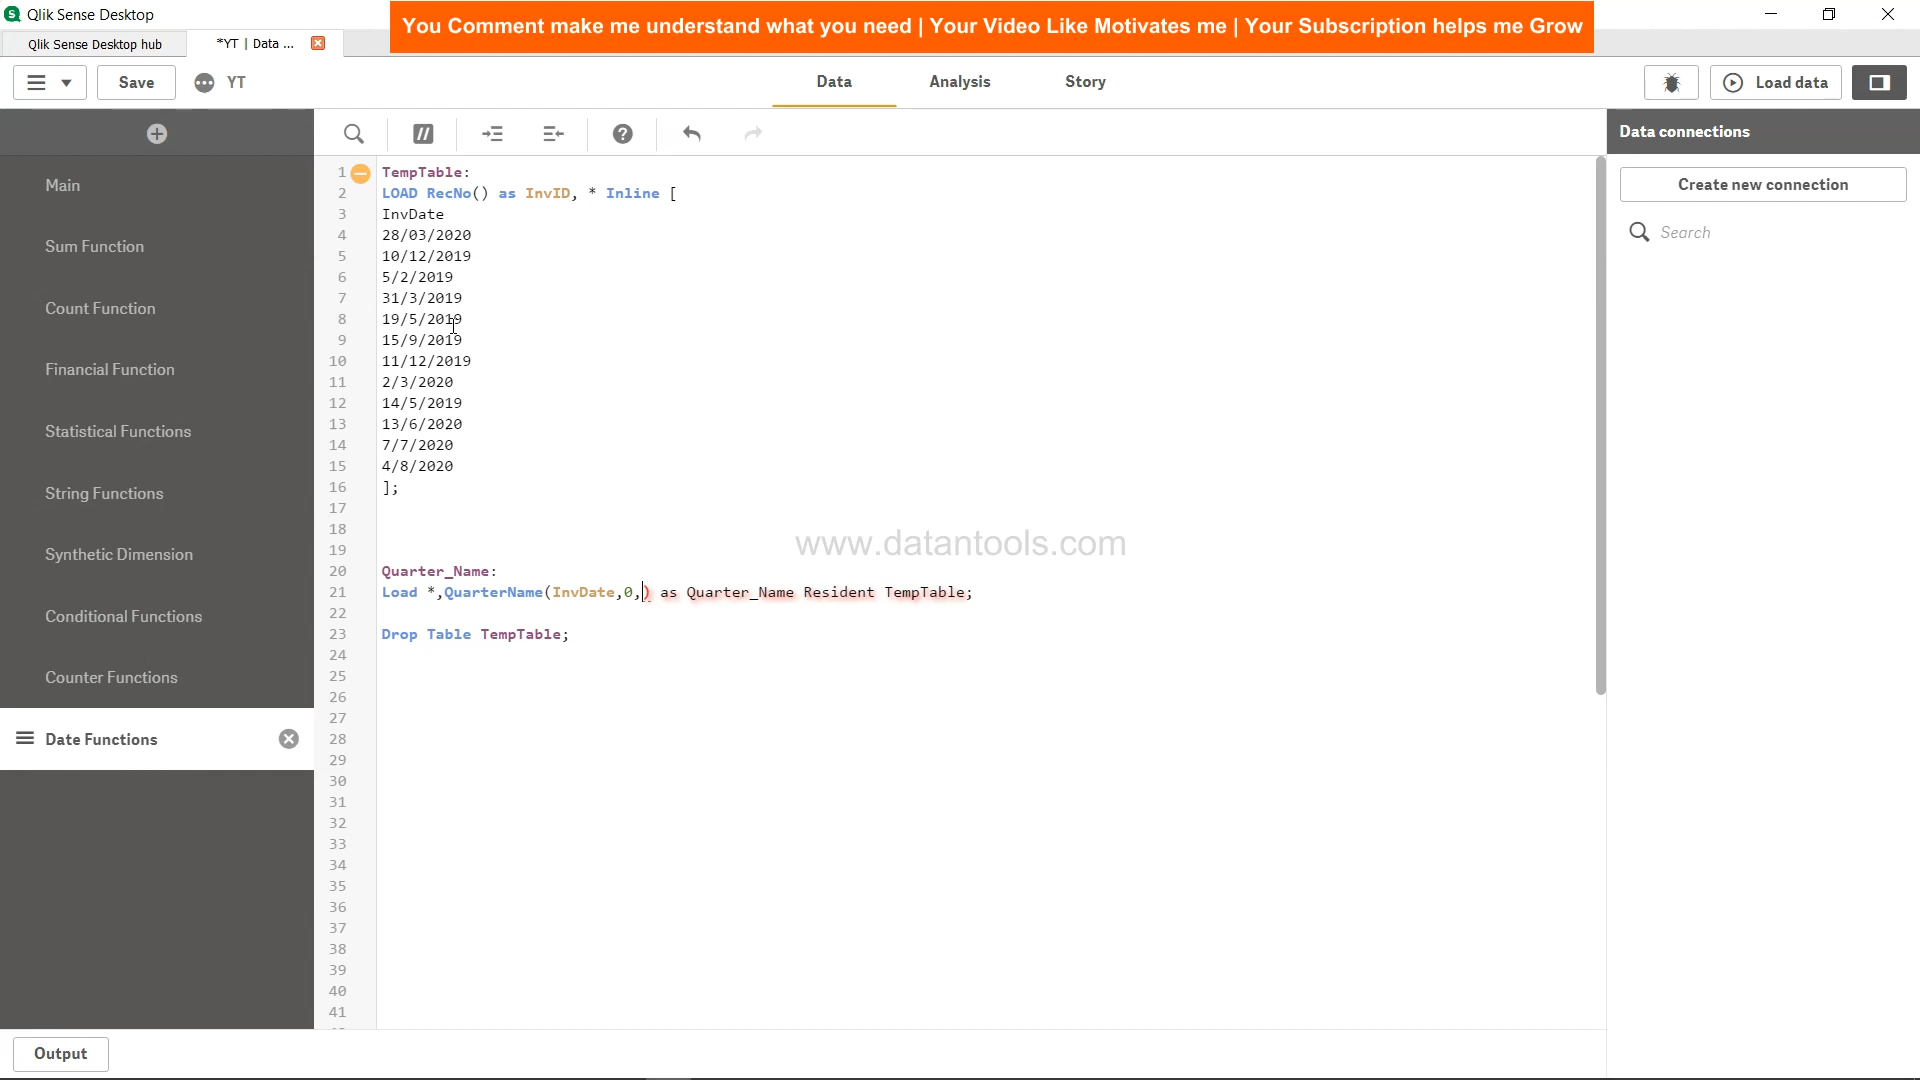 Qlik Sense Desktop
You Comment make me understand what you need | Your Video Like Motivates me | Your Subscription helps me Grow
Qlik Sense Desktop hub
*YT | Data ...
Save
YT
Data
Analysis
Story
Load data
Data connections
Create new connection
Search
Main
Sum Function
Count Function
Financial Function
Statistical Functions
String Functions
Synthetic Dimension
Conditional Functions
Counter Functions
Date Functions
1 TempTable:
2 LOAD RecNo() as InvID, * Inline [
3 InvDate
4 28/03/2020
5 10/12/2019
6 5/2/2019
7 31/3/2019
8 19/5/2019
9 15/9/2019
10 11/12/2019
11 2/3/2020
12 14/5/2019
13 13/6/2020
14 7/7/2020
15 4/8/2020
16 ];
17
18
19
20 Quarter_Name:
21 Load *,QuarterName(InvDate,0,) as Quarter_Name Resident TempTable;
22
23 Drop Table TempTable;
24
25
26
27
28
29
30
31
32
33
34
35
36
37
38
39
40
41
www.datantools.com
Output